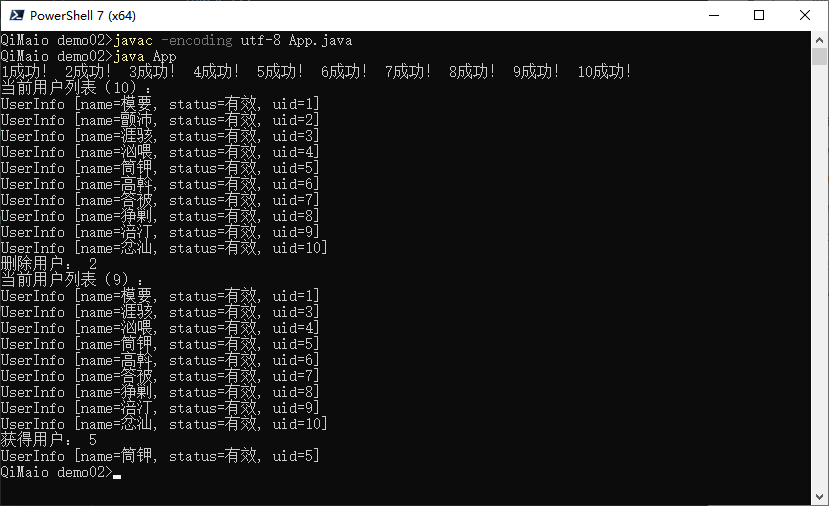 PowerShell 7 (x64)
QiMaio demo02>javac -encoding utf-8 App.java
QiMaio demo02>java App
1成功! 2成功! 3成功! 4成功! 5成功! 6成功! 7成功! 8成功! 9成功! 10成功!
当前用户列表（10）:
UserInfo [name=模要, status=有效, uid=1]
UserInfo [name=颤沛, status=有效, uid=2]
UserInfo [name=涯骇, status=有效, uid=3]
UserInfo [name=汹喂, status=有效, uid=4]
UserInfo [name=筒钾, status=有效, uid=5]
UserInfo [name=高斡, status=有效, uid=6]
UserInfo [name=答被, status=有效, uid=7]
UserInfo [name=狰剿, status=有效, uid=8]
UserInfo [name=涪汀, status=有效, uid=9]
UserInfo [name=忿汕, status=有效, uid=10]
删除用户: 2
当前用户列表（9）:
UserInfo [name=模要, status=有效, uid=1]
UserInfo [name=涯骇, status=有效, uid=3]
UserInfo [name=汹喂, status=有效, uid=4]
UserInfo [name=筒钾, status=有效, uid=5]
UserInfo [name=高斡, status=有效, uid=6]
UserInfo [name=答被, status=有效, uid=7]
UserInfo [name=狰剿, status=有效, uid=8]
UserInfo [name=涪汀, status=有效, uid=9]
UserInfo [name=忿汕, status=有效, uid=10]
获得用户: 5
UserInfo [name=筒钾, status=有效, uid=5]
QiMaio demo02>